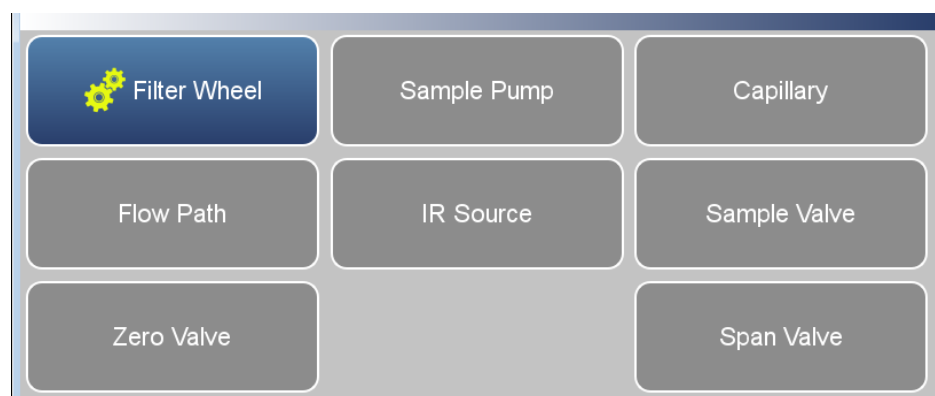 Filter Wheel
Sample Pump
Capillary
Flow Path
IR Source
Sample Valve
Zero Valve
Span Valve